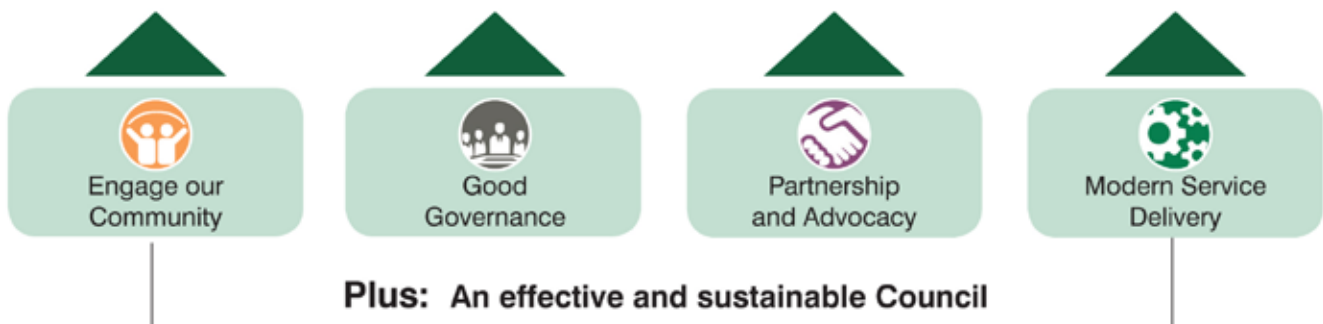 Engage our
Community
Good
Governance
Partnership
and Advocacy
Modern Service
Delivery
Plus: An effective and sustainable Council